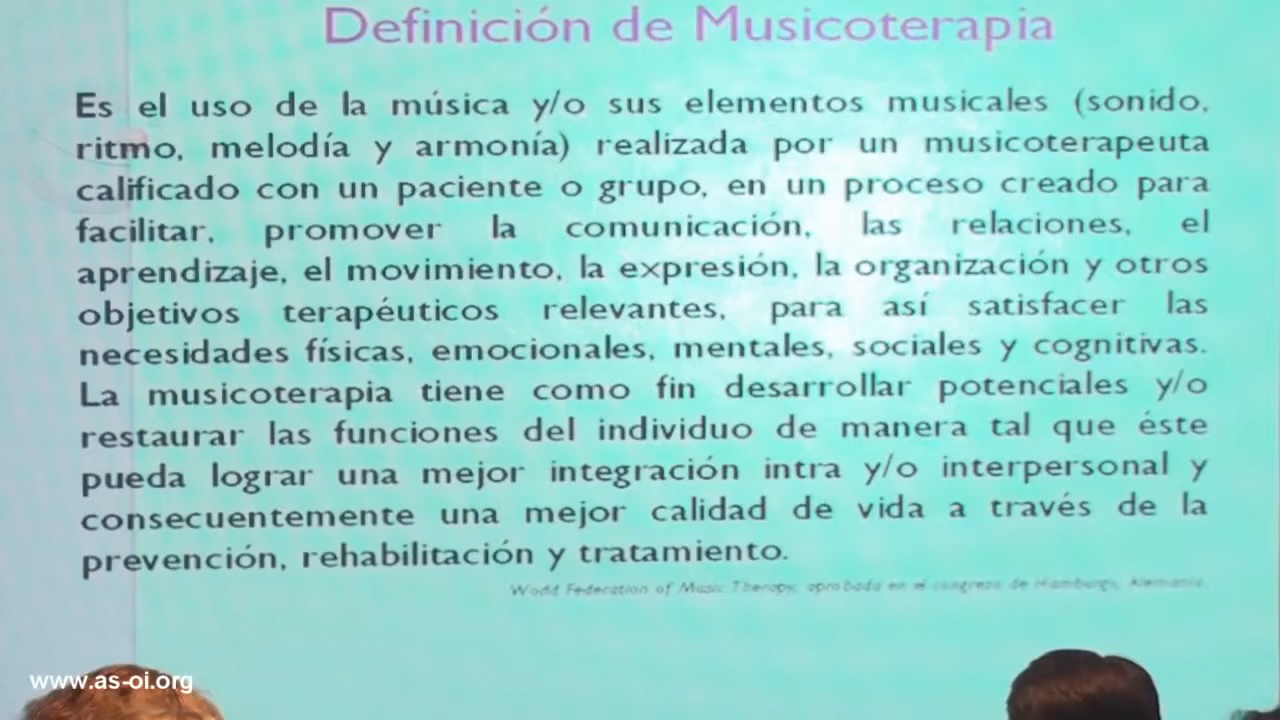 Definición de Musicoterapia
Es el uso de la música y/o sus elementos musicales (sonido,
ritmo, melodía y armonía) realizada por un musicoterapeuta
calificado con un paciente o grupo, en un proceso creado para
facilitar, promover la comunicación, las relaciones, el
aprendizaje, el movimiento, la expresión, la organización y otros
objetivos terapéuticos relevantes, para así satisfacer las
necesidades físicas, emocionales, mentales, sociales y cognitivas.
La musicoterapia tiene como fin desarrollar potenciales y/o
restaurar las funciones del individuo de manera tal que éste
pueda lograr una mejor integración intra y/o interpersonal y
consecuentemente una mejor calidad de vida a través de la
prevención, rehabilitación y tratamiento.
World Federation of Music Therapy, aprobada en el congreso de Hamburgo, Alemania.
www.as-oi.org